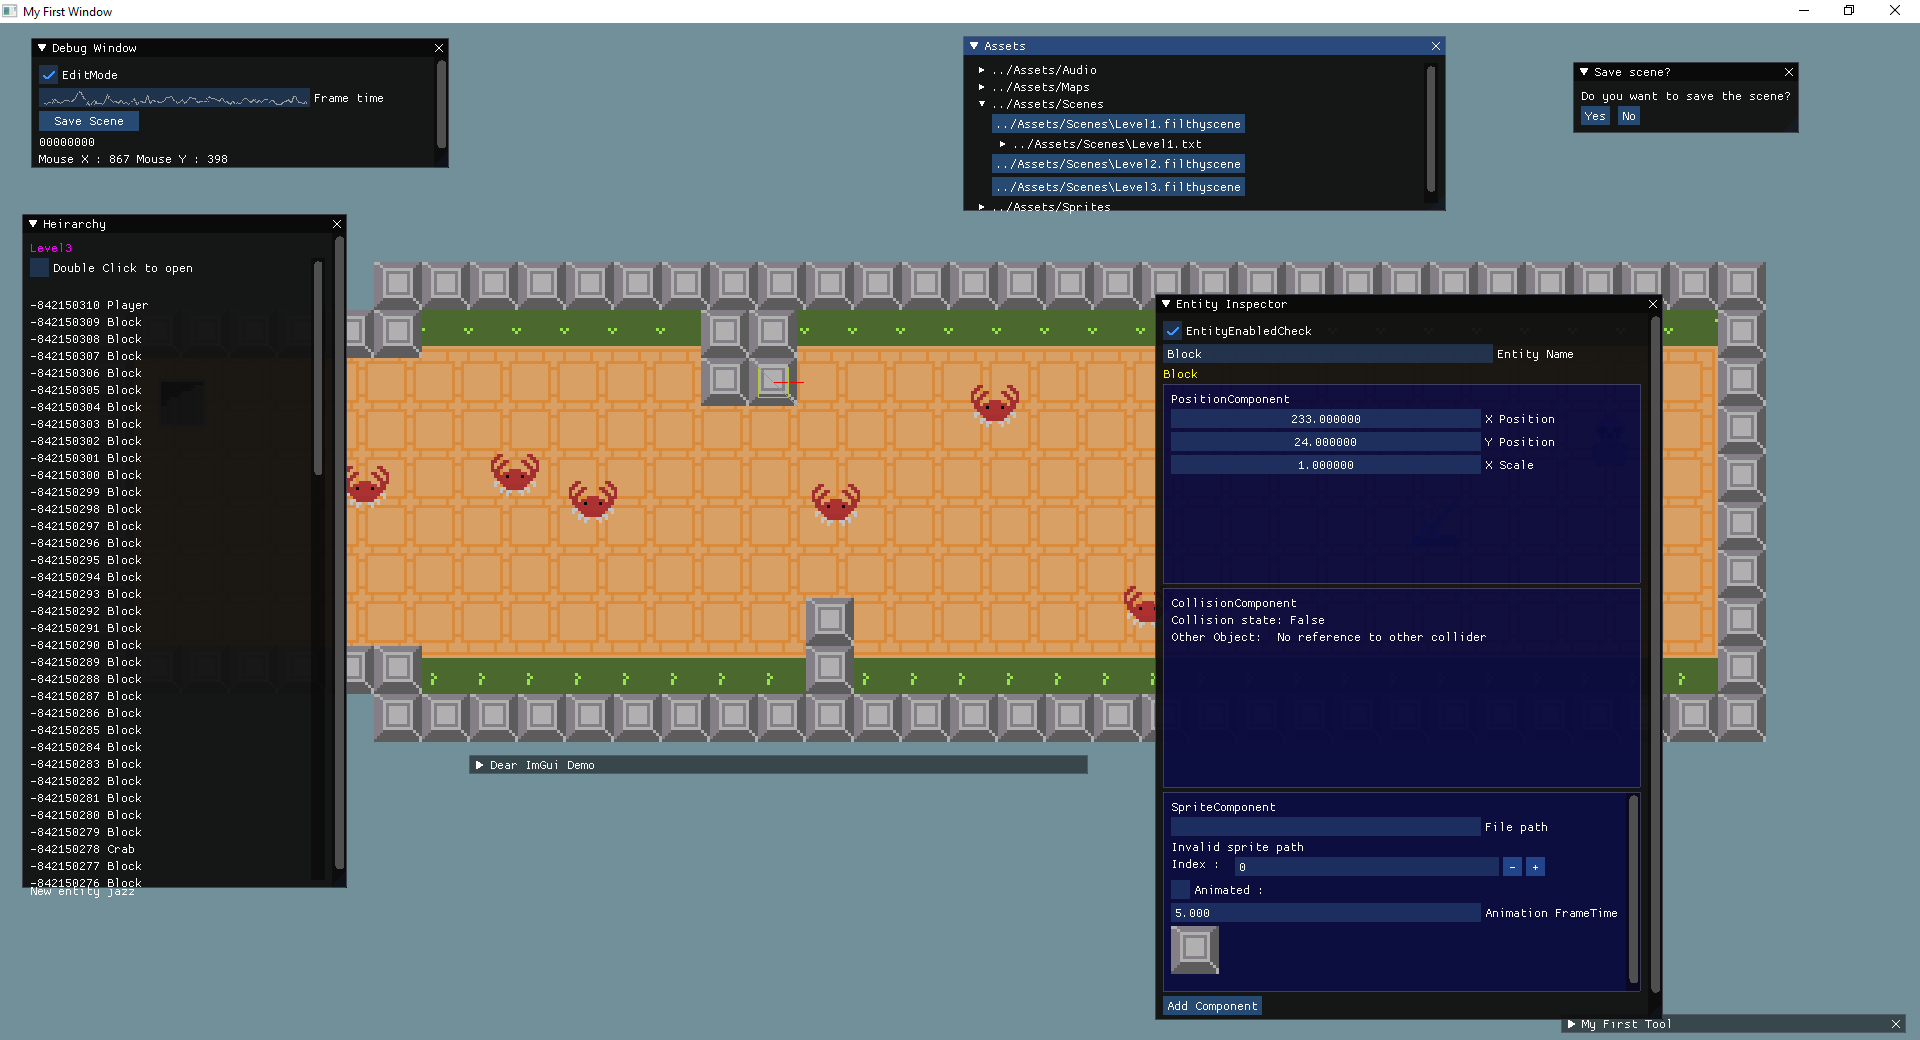 My First Window
Debug Window
EditMode
Frame time
Save Scene
00000000
Mouse X : 867 Mouse Y : 398
Assets
../Assets/Audio
../Assets/Maps
../Assets/Scenes
../Assets/Scenes\Level1.filthyscene
../Assets/Scenes\Level1.txt
../Assets/Scenes\Level2.filthyscene
../Assets/Scenes\Level3.filthyscene
../Assets/Sprites
Save scene?
Do you want to save the scene?
Yes No
Heirarchy
Level3
Double Click to open
-842150310 Player
-842150309 Block
-842150308 Block
-842150307 Block
-842150306 Block
-842150305 Block
-842150304 Block
-842150303 Block
-842150302 Block
-842150301 Block
-842150300 Block
-842150299 Block
-842150298 Block
-842150297 Block
-842150296 Block
-842150295 Block
-842150294 Block
-842150293 Block
-842150292 Block
-842150291 Block
-842150290 Block
-842150289 Block
-842150288 Block
-842150287 Block
-842150286 Block
-842150285 Block
-842150284 Block
-842150283 Block
-842150282 Block
-842150281 Block
-842150280 Block
-842150279 Block
-842150278 Crab
-842150277 Block
-842150276 Block
New entity jazz
Dear ImGui Demo
Entity Inspector
EntityEnabledCheck
Block Entity Name
Block
PositionComponent
233.000000 X Position
24.000000 Y Position
1.000000 X Scale
CollisionComponent
Collision state: False
Other Object: No reference to other collider
SpriteComponent
File path
Invalid sprite path
Index : 0 - +
Animated :
5.000 Animation FrameTime
Add Component
My First Tool